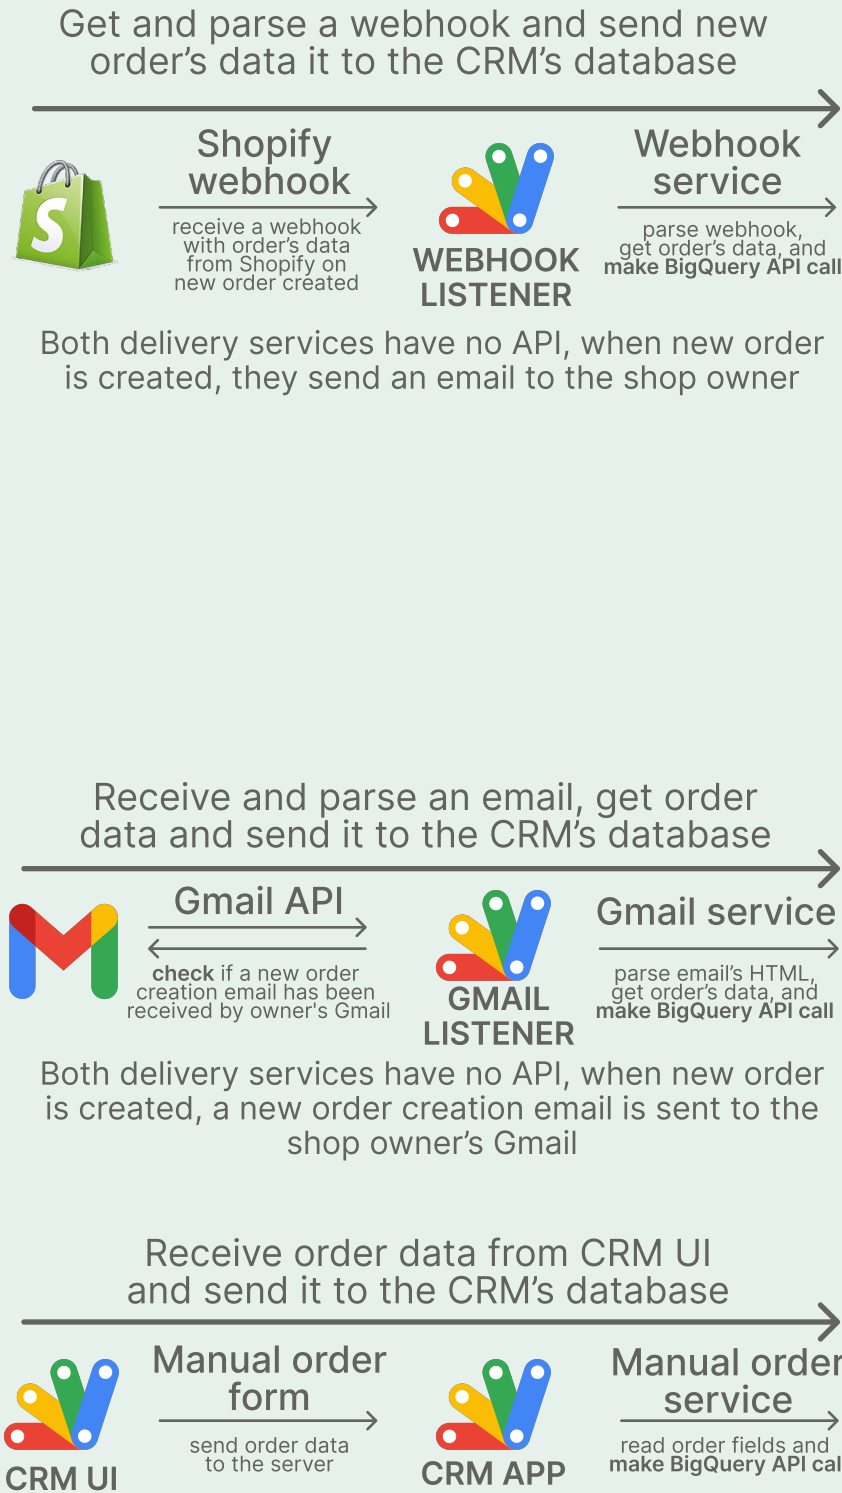 Get and parse a webhook and send new
order's data it to the CRM's database
Shopify
webhook
receive a webhook
with order's data
from Shopify on
new order created
S
WEBHOOK
LISTENER
Webhook
service
parse webhook,
get order's data, and
make BigQuery API call
Both delivery services have no API, when new order
is created, they send an email to the shop owner
Receive and parse an email, get order
data and send it to the CRM's database
Gmail API
check if a new order
creation email has been
received by owner's Gmail
GMAIL
LISTENER
Gmail service
parse email's HTML,
get order's data, and
make BigQuery API call
Both delivery services have no API, when new order
is created, a new order creation email is sent to the
shop owner's Gmail
Receive order data from CRM UI
and send it to the CRM's database
CRM UI
Manual order
form
send order data
to the server
CRM APP
Manual order
service
read order fields and
make BigQuery API cal